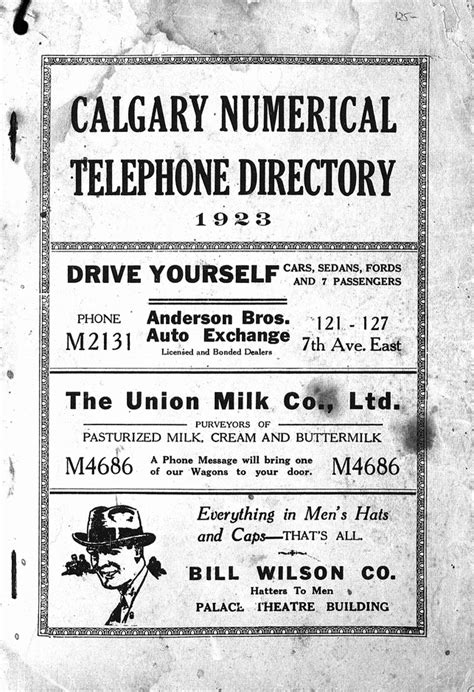 125-
CALGARY NUMERICAL
TELEPHONE DIRECTORY
1923
DRIVE YOURSELF CARS, SEDANS, FORDS
AND 7 PASSENGERS
PHONE
M2131
Anderson Bros.
Auto Exchange
Licensed and Bonded Dealers
121 - 127
7th Ave. East
The Union Milk Co., Ltd.
PURVEYORS OF
PASTURIZED MILK, CREAM AND BUTTERMILK
M4686
A Phone Message will bring one
of our Wagons to your door.
M4686
Everything in Men's Hats
and Caps—THAT'S ALL.
BILL WILSON CO.
Hatters To Men
PALACE THEATRE BUILDING